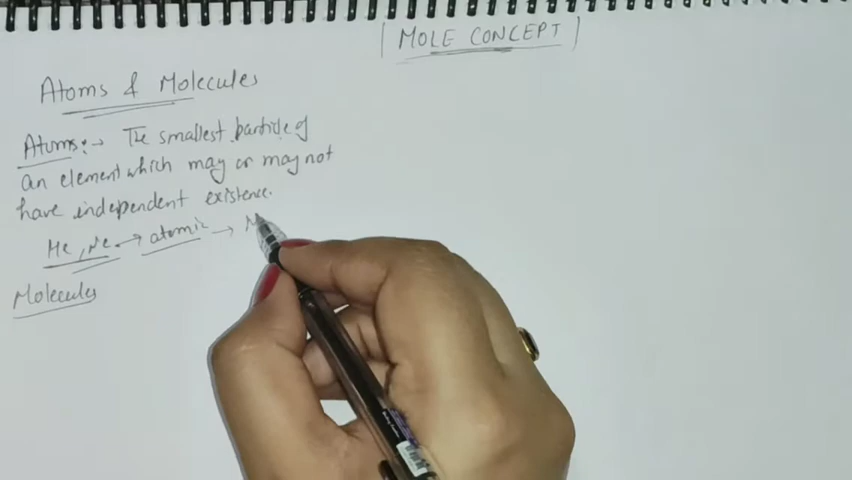 MOLE CONCEPT
Atoms & Molecules
Atoms:→ The smallest particle of
an element which may or may not
have independent existence.
He, Ne → atomic →
Molecules